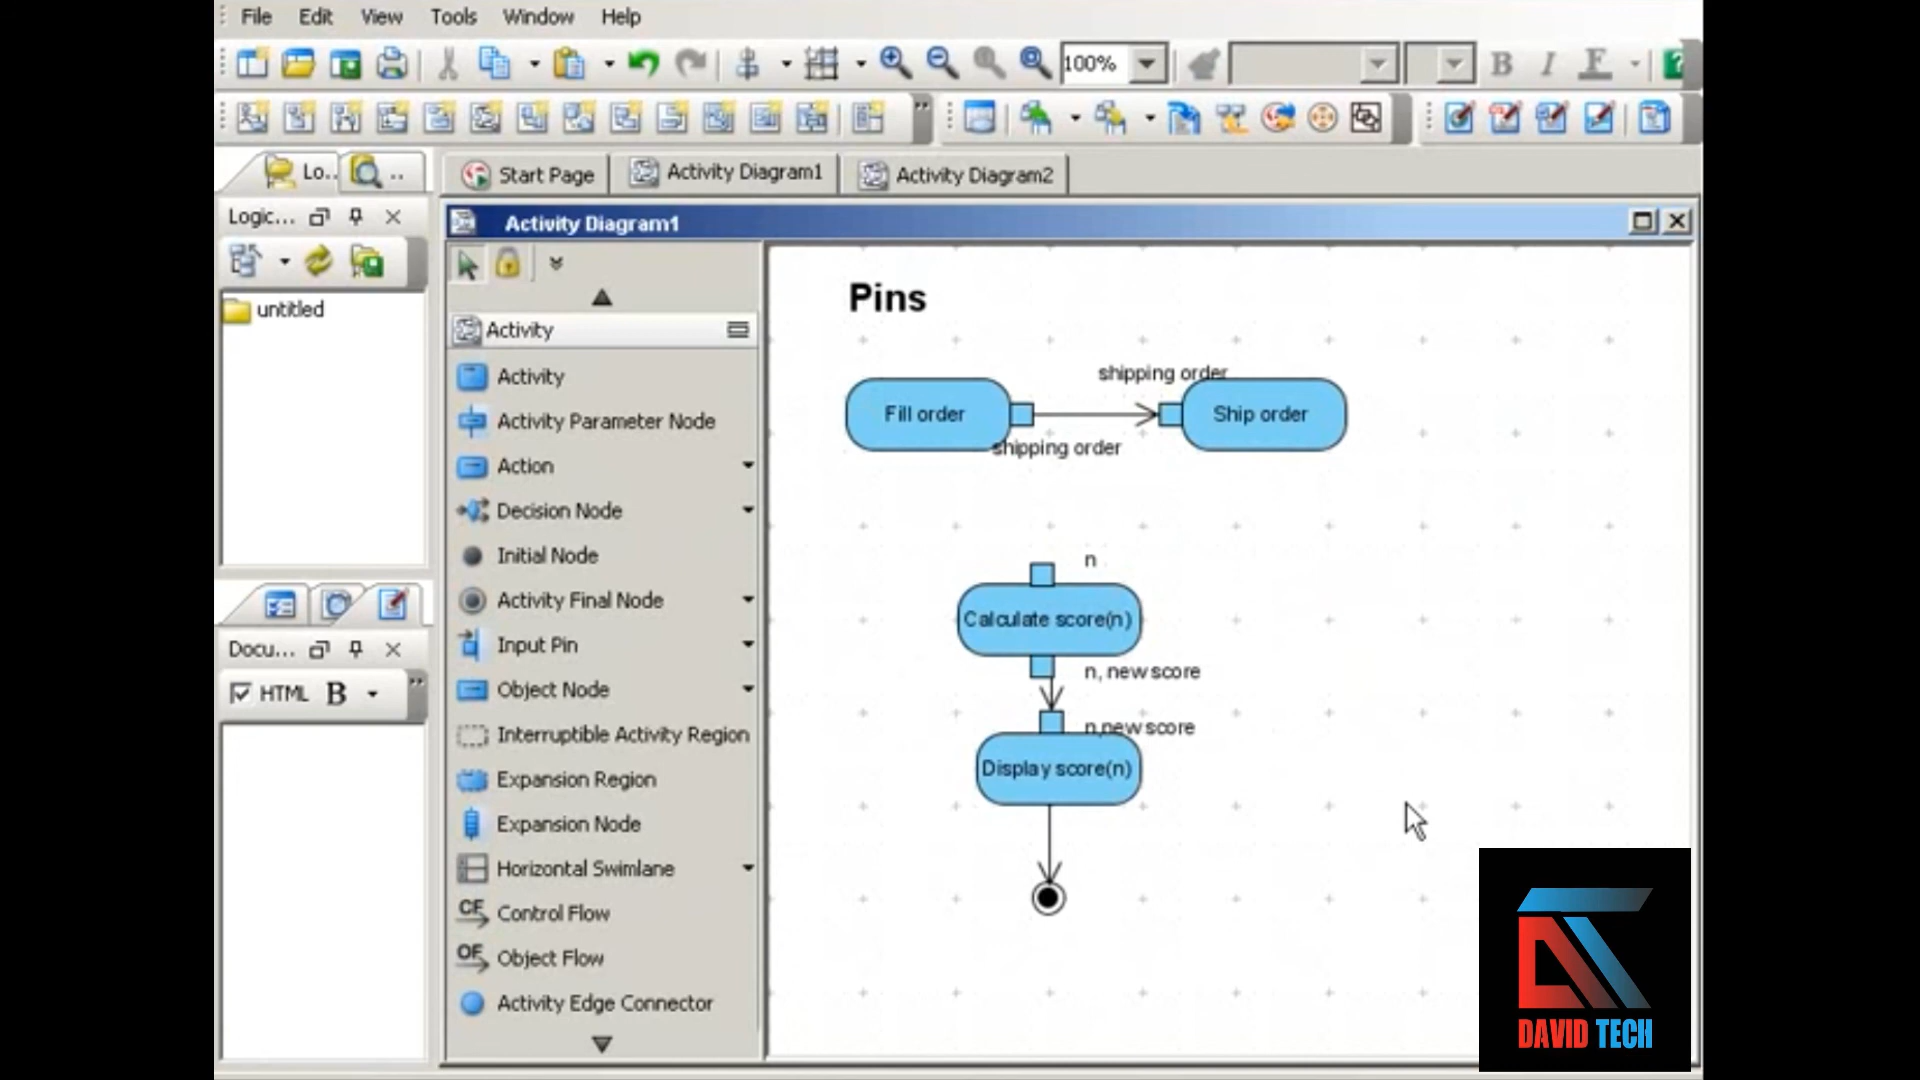 File Edit View Tools Window Help
100% B I F
Lo.. ..
Start Page Activity Diagram1 Activity Diagram2
Logic...
Activity Diagram1
untitled
Activity
Activity
Activity Parameter Node
Action
Decision Node
Initial Node
Activity Final Node
Input Pin
Object Node
Interruptible Activity Region
Expansion Region
Expansion Node
Horizontal Swimlane
CF Control Flow
OF Object Flow
Activity Edge Connector
Docu...
HTML B
Pins
shipping order
Fill order
Ship order
shipping order
n
Calculate score(n)
n, new score
n,new score
Display score(n)
DAVID TECH